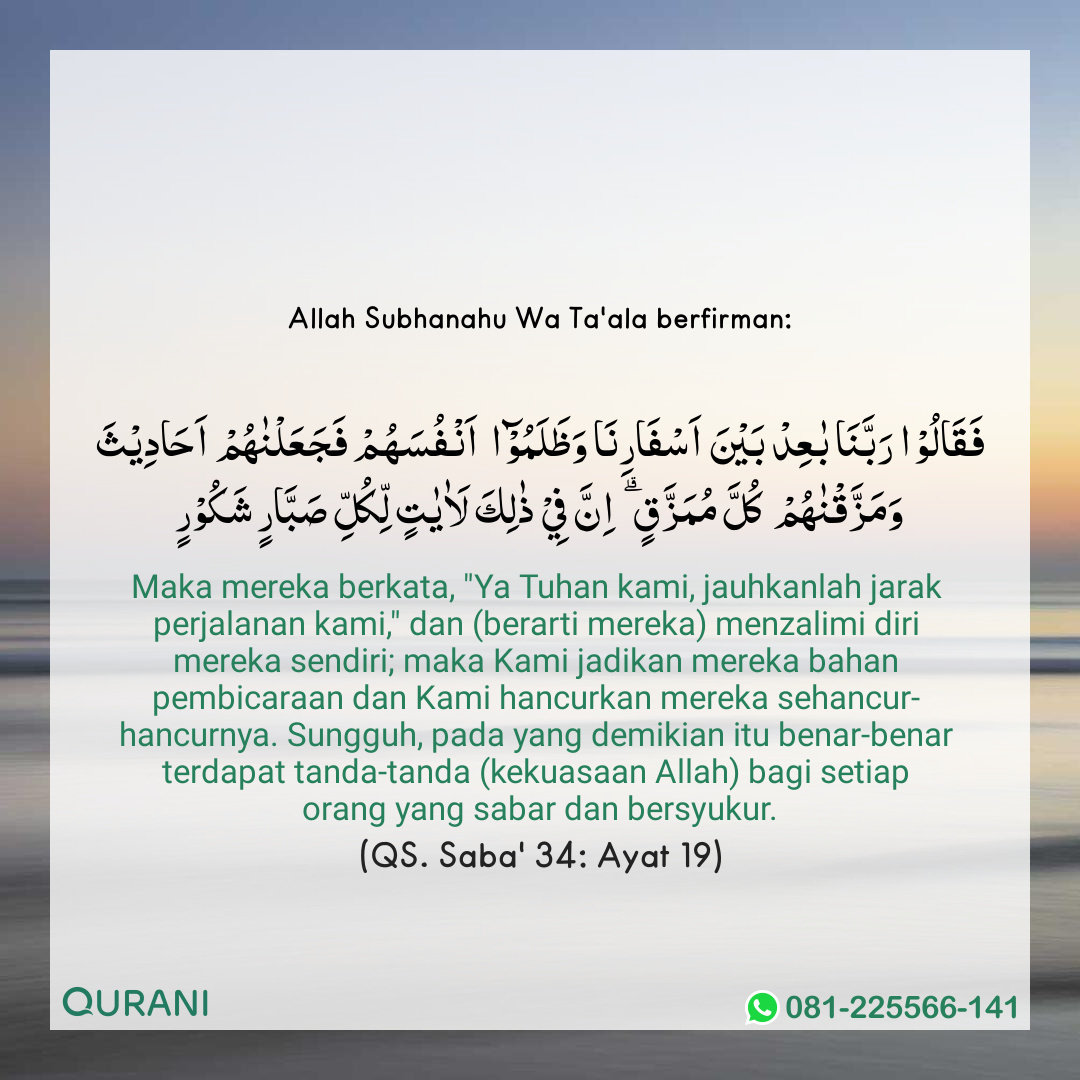 Allah Subhanahu Wa Ta'ala berfirman:
فَقَالُوْا رَبَّنَا بٰعِدْ بَيْنَ اَسْفَارِنَا وَظَلَمُوْٓا اَنْفُسَهُمْ فَجَعَلْنٰهُمْ اَحَادِيْثَ
وَمَزَّقْنٰهُمْ كُلَّ مُمَزَّقٍۗ اِنَّ فِيْ ذٰلِكَ لَاٰيٰتٍ لِّكُلِّ صَبَّارٍ شَكُوْرٍ
Maka mereka berkata, "Ya Tuhan kami, jauhkanlah jarak
perjalanan kami," dan (berarti mereka) menzalimi diri
mereka sendiri; maka Kami jadikan mereka bahan
pembicaraan dan Kami hancurkan mereka sehancur-
hancurnya. Sungguh, pada yang demikian itu benar-benar
terdapat tanda-tanda (kekuasaan Allah) bagi setiap
orang yang sabar dan bersyukur.
(QS. Saba' 34: Ayat 19)
QURANI
081-225566-141